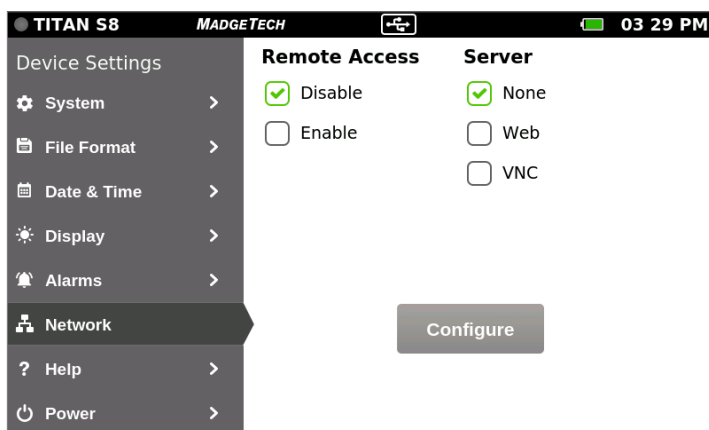 TITAN S8 MADGETECH 03 29 PM
Device Settings
System
File Format
Date & Time
Display
Alarms
Network
Help
Power
Remote Access
Disable
Enable
Server
None
Web
VNC
Configure